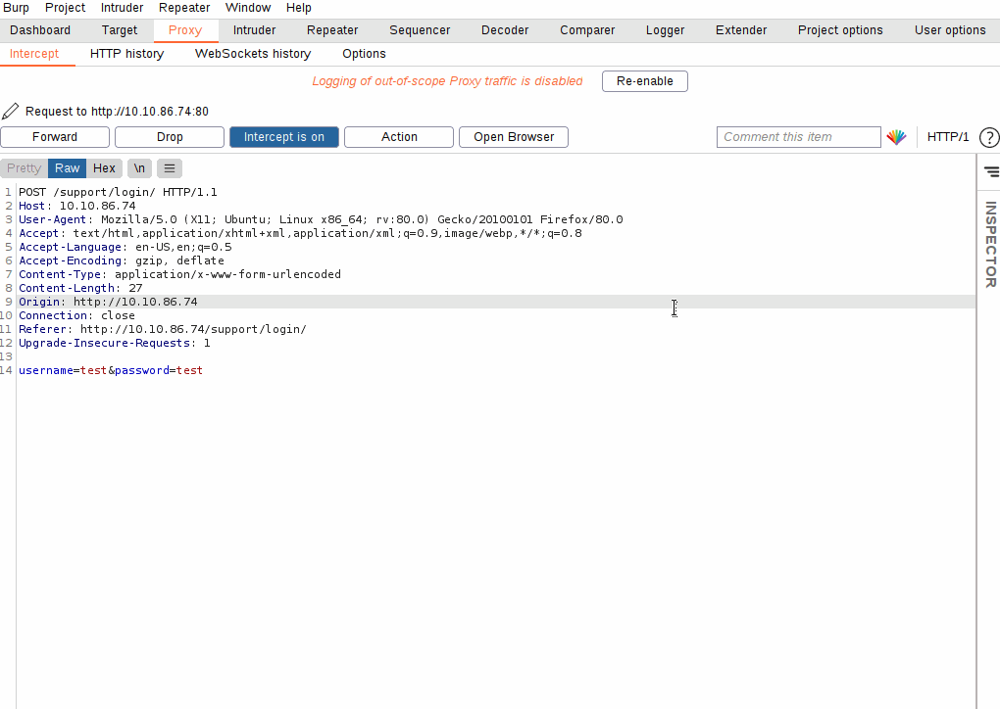 Burp Project Intruder Repeater Window Help
Dashboard Target Proxy Intruder Repeater Sequencer Decoder Comparer Logger Extender Project options User options
Intercept HTTP history WebSockets history Options
Logging of out-of-scope Proxy traffic is disabled Re-enable
Request to http://10.10.86.74:80
Forward Drop Intercept is on Action Open Browser Comment this item HTTP/1 ?
Pretty Raw Hex \n
1 POST /support/login/ HTTP/1.1
2 Host: 10.10.86.74
3 User-Agent: Mozilla/5.0 (X11; Ubuntu; Linux x86_64; rv:80.0) Gecko/20100101 Firefox/80.0
4 Accept: text/html,application/xhtml+xml,application/xml;q=0.9,image/webp,*/*;q=0.8
5 Accept-Language: en-US,en;q=0.5
6 Accept-Encoding: gzip, deflate
7 Content-Type: application/x-www-form-urlencoded
8 Content-Length: 27
9 Origin: http://10.10.86.74
10 Connection: close
11 Referer: http://10.10.86.74/support/login/
12 Upgrade-Insecure-Requests: 1
13
14 username=test&password=test
INSPECTOR